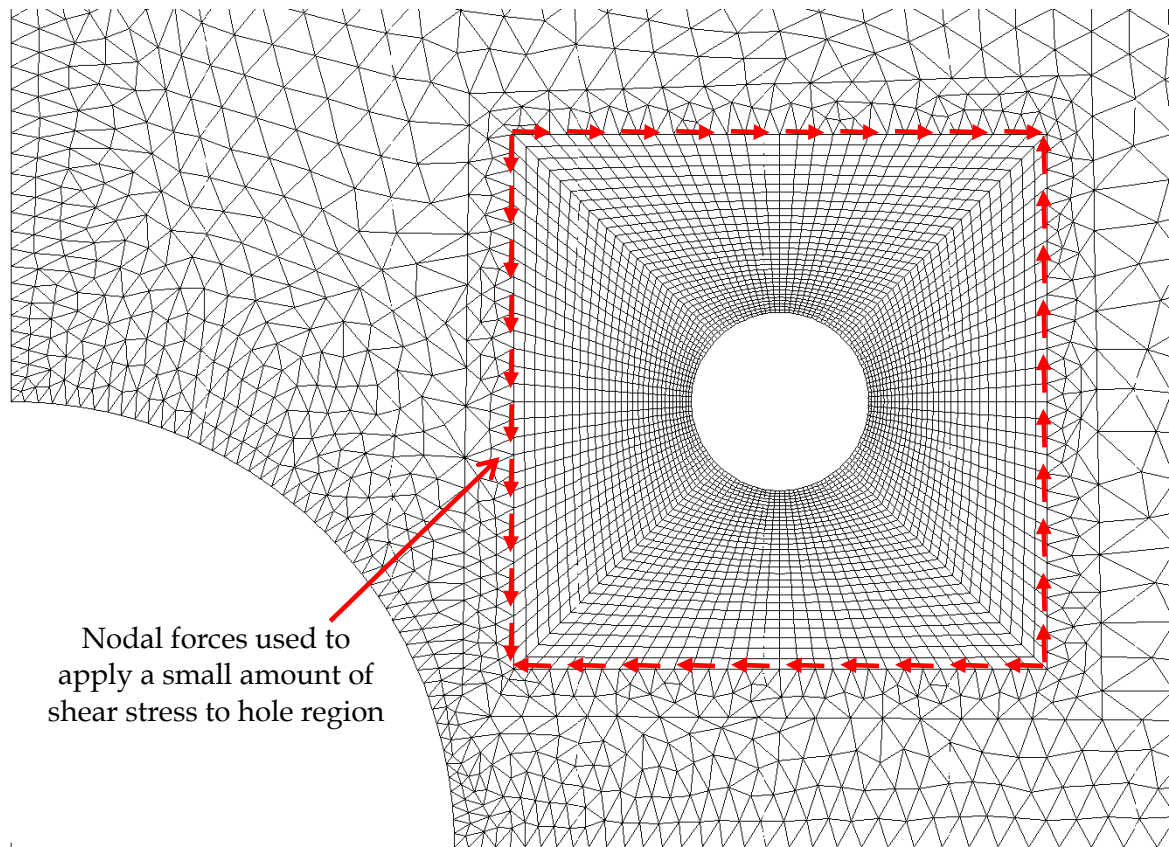 Nodal forces used to
apply a small amount of
shear stress to hole region